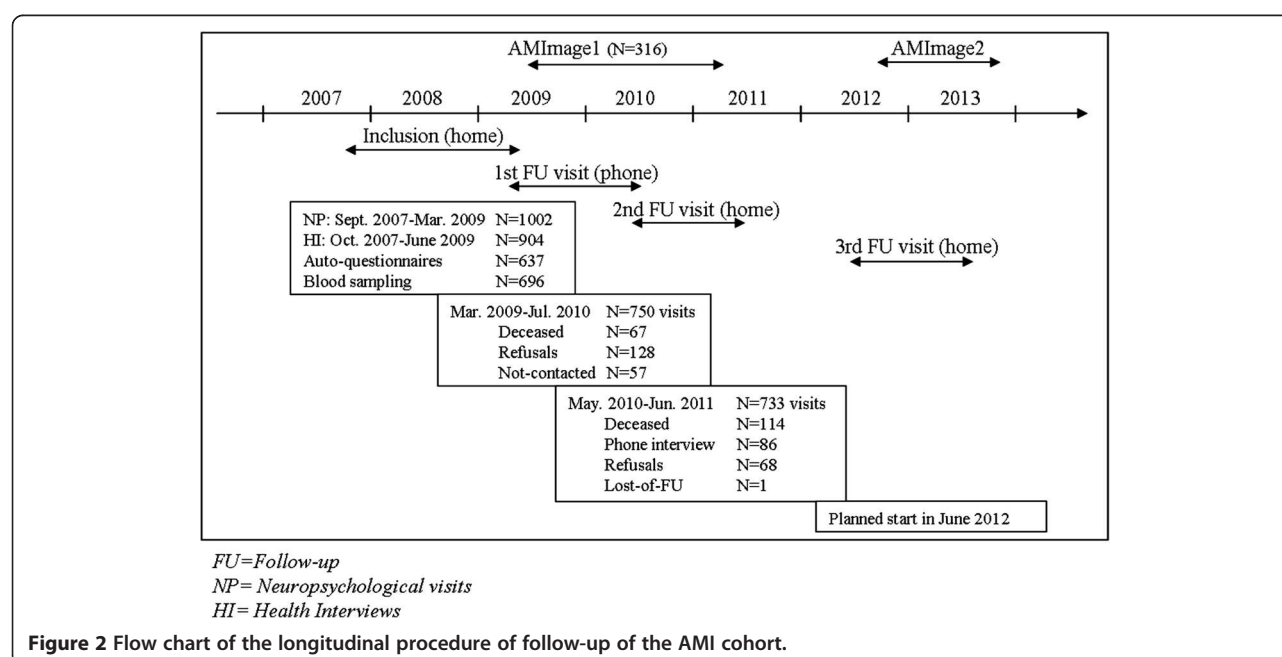 AMImage1 (N=316) AMImage2
2007 2008 2009 2010 2011 2012 2013
Inclusion (home)
1st FU visit (phone)
2nd FU visit (home)
3rd FU visit (home)
NP: Sept. 2007-Mar. 2009 N=1002
HI: Oct. 2007-June 2009 N=904
Auto-questionnaires N=637
Blood sampling N=696
Mar. 2009-Jul. 2010 N=750 visits
Deceased N=67
Refusals N=128
Not-contacted N=57
May. 2010-Jun. 2011 N=733 visits
Deceased N=114
Phone interview N=86
Refusals N=68
Lost-of-FU N=1
Planned start in June 2012
FU=Follow-up
NP= Neuropsychological visits
HI= Health Interviews
Figure 2 Flow chart of the longitudinal procedure of follow-up of the AMI cohort.